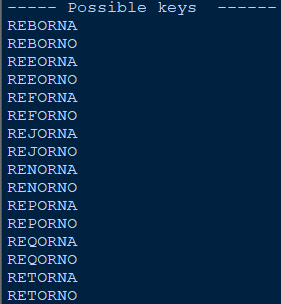 ----- Possible keys  ------
REBORNA
REBORNO
REEORNA
REEORNO
REFORNA
REFORNO
REJORNA
REJORNO
RENORNA
RENORNO
REPORNA
REPORNO
REQORNA
REQORNO
RETORNA
RETORNO